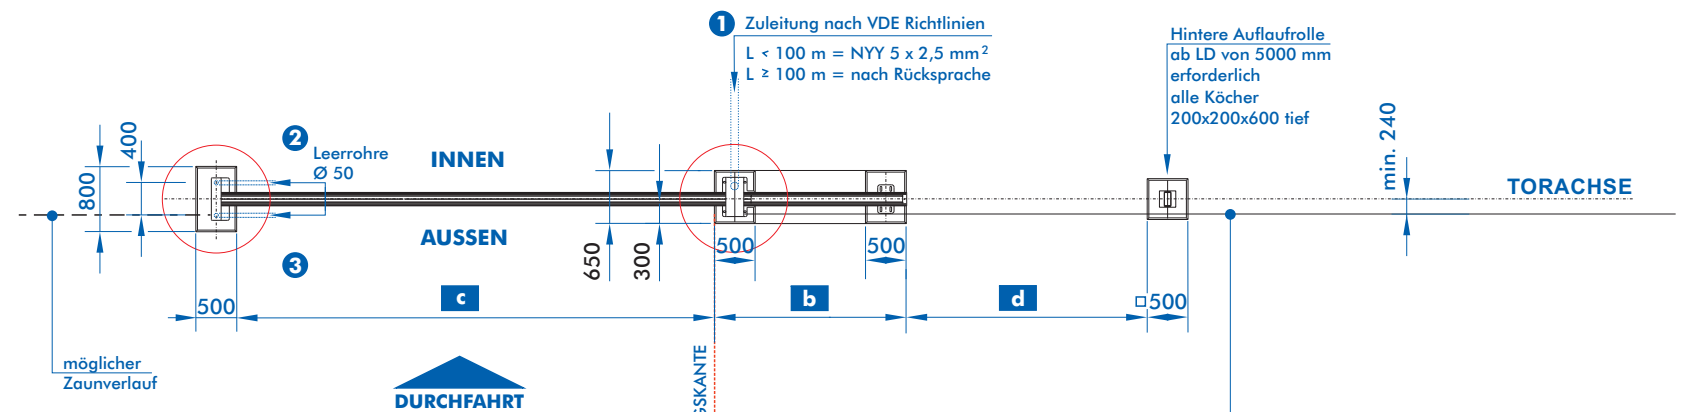 1 Zuleitung nach VDE Richtlinien
L < 100 m = NYY 5 x 2,5 mm²
L ≥ 100 m = nach Rücksprache
Hintere Auflaufrolle
ab LD von 5000 mm
erforderlich
alle Köcher
200x200x600 tief
min. 240
TORACHSE
400
800
2
Leerrohre
Ø 50
INNEN
AUSSEN
3
650
300
500
500
500
c
b
d
□500
möglicher
Zaunverlauf
DURCHFAHRT